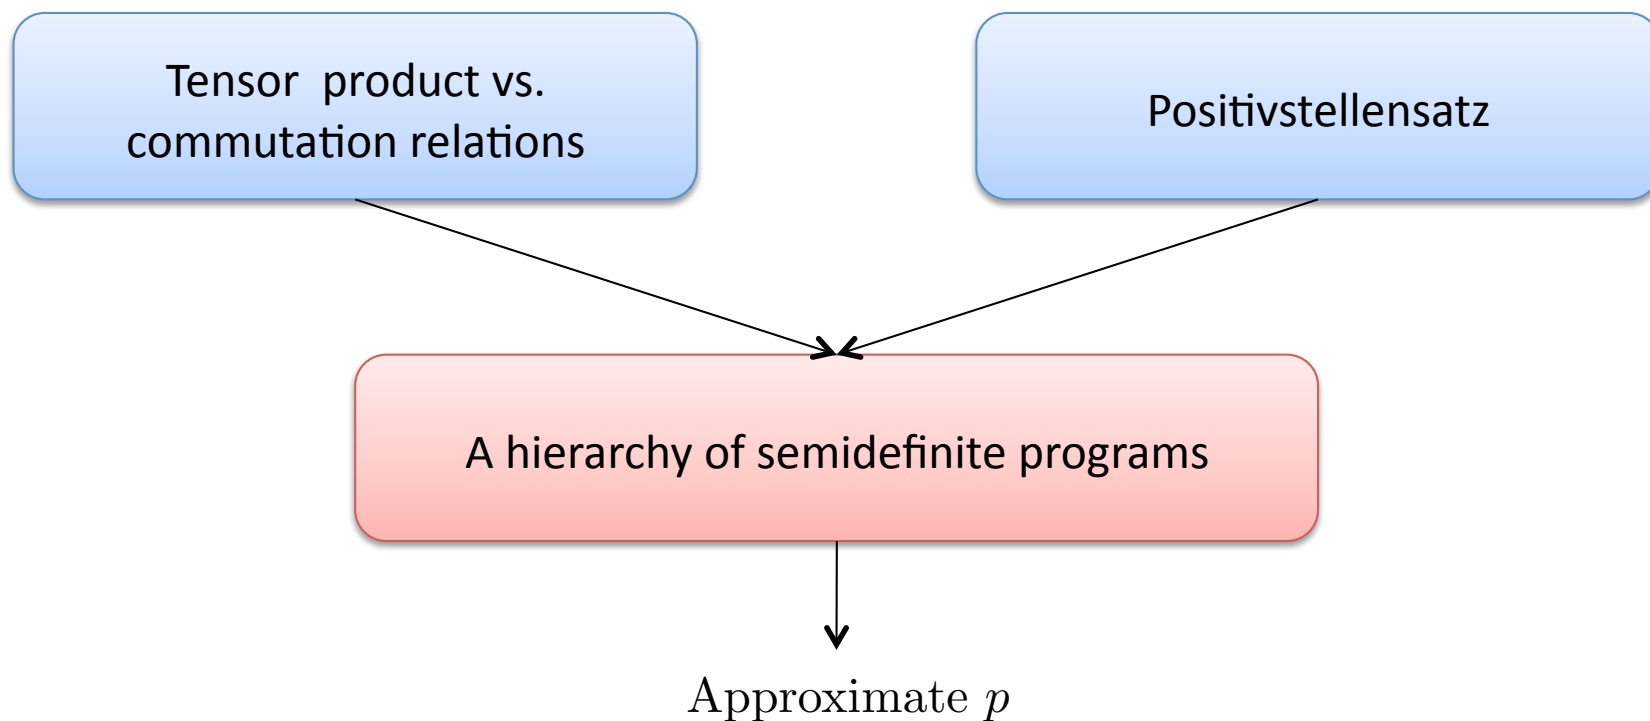 Tensor product vs.
commutation relations
Positivstellensatz
A hierarchy of semidefinite programs
Approximate p